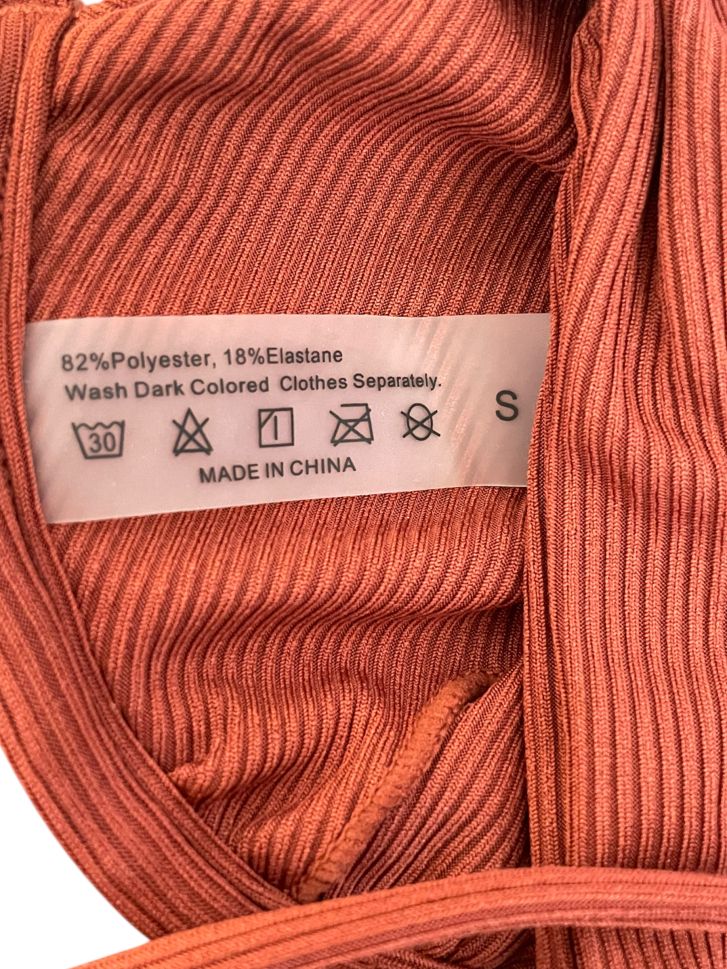 82%Polyester, 18%Elastane
Wash Dark Colored Clothes Separately.
30
S
MADE IN CHINA